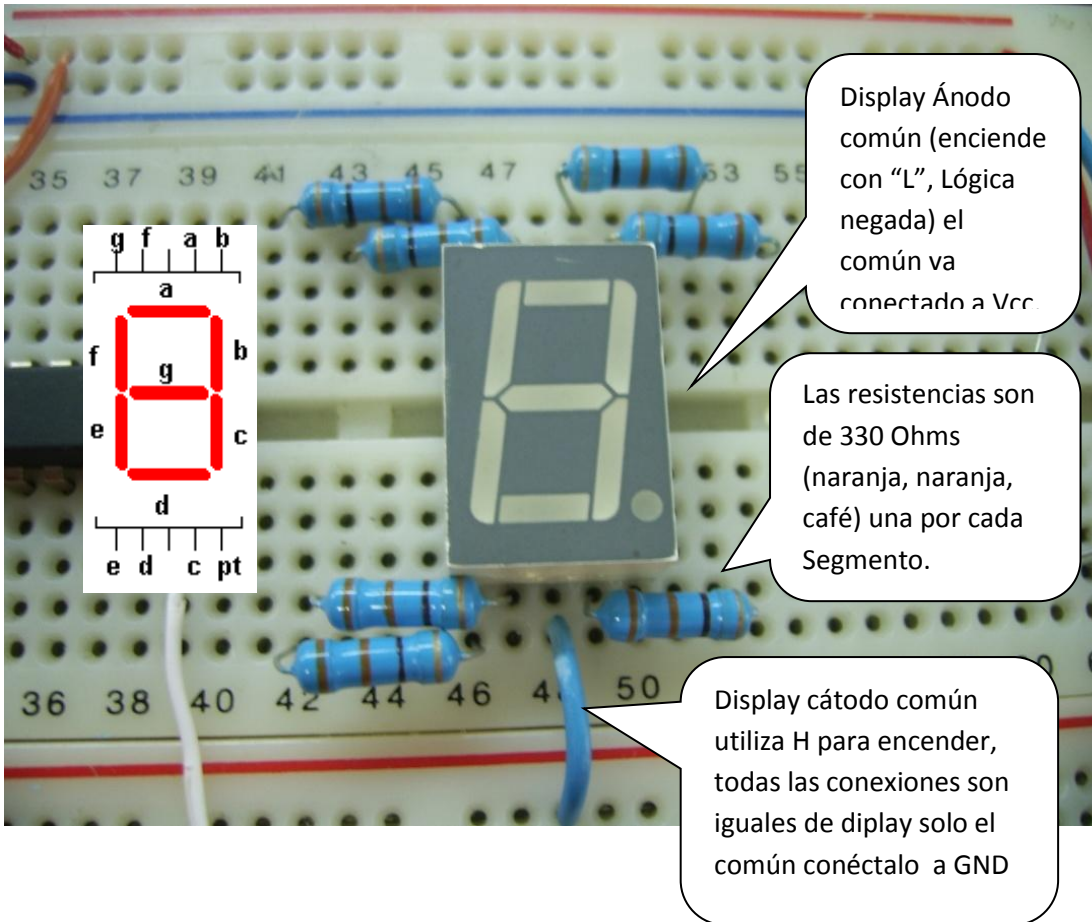 Display Ánodo
común (enciende
con “L”, Lógica
negada) el
común va
conectado a Vcc.
35 37 39 41 43 45 47 53 55
g f a b
a
f b
g
e c
d
e d c pt
Las resistencias son
de 330 Ohms
(naranja, naranja,
café) una por cada
Segmento.
36 38 40 42 44 46 48 50
Display cátodo común
utiliza H para encender,
todas las conexiones son
iguales de diplay solo el
común conéctalo a GND